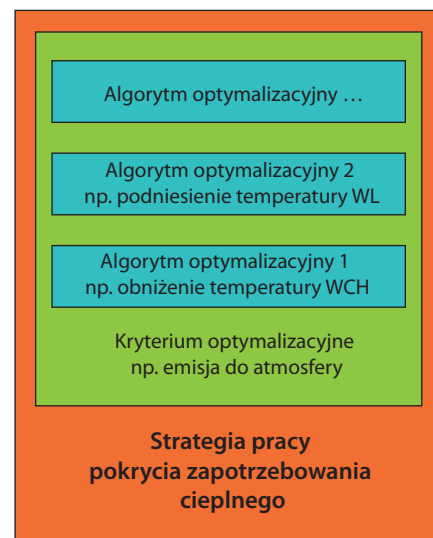 Algorytm optymalizacyjny …
Algorytm optymalizacyjny 2
np. podniesienie temperatury WL
Algorytm optymalizacyjny 1
np. obniżenie temperatury WCH
Kryterium optymalizacyjne
np. emisja do atmosfery
Strategia pracy
pokrycia zapotrzebowania
cieplnego